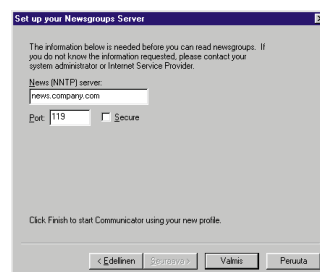 Set up your Newsgroups Server
The information below is needed before you can read newsgroups. If
you do not know the information requested, please contact your
system administrator or Internet Service Provider.
News (NNTP) server:
news.company.com
Port: 119 Secure
Click Finish to start Communicator using your new profile.
< Edellinen Seuraava > Valmis Peruuta